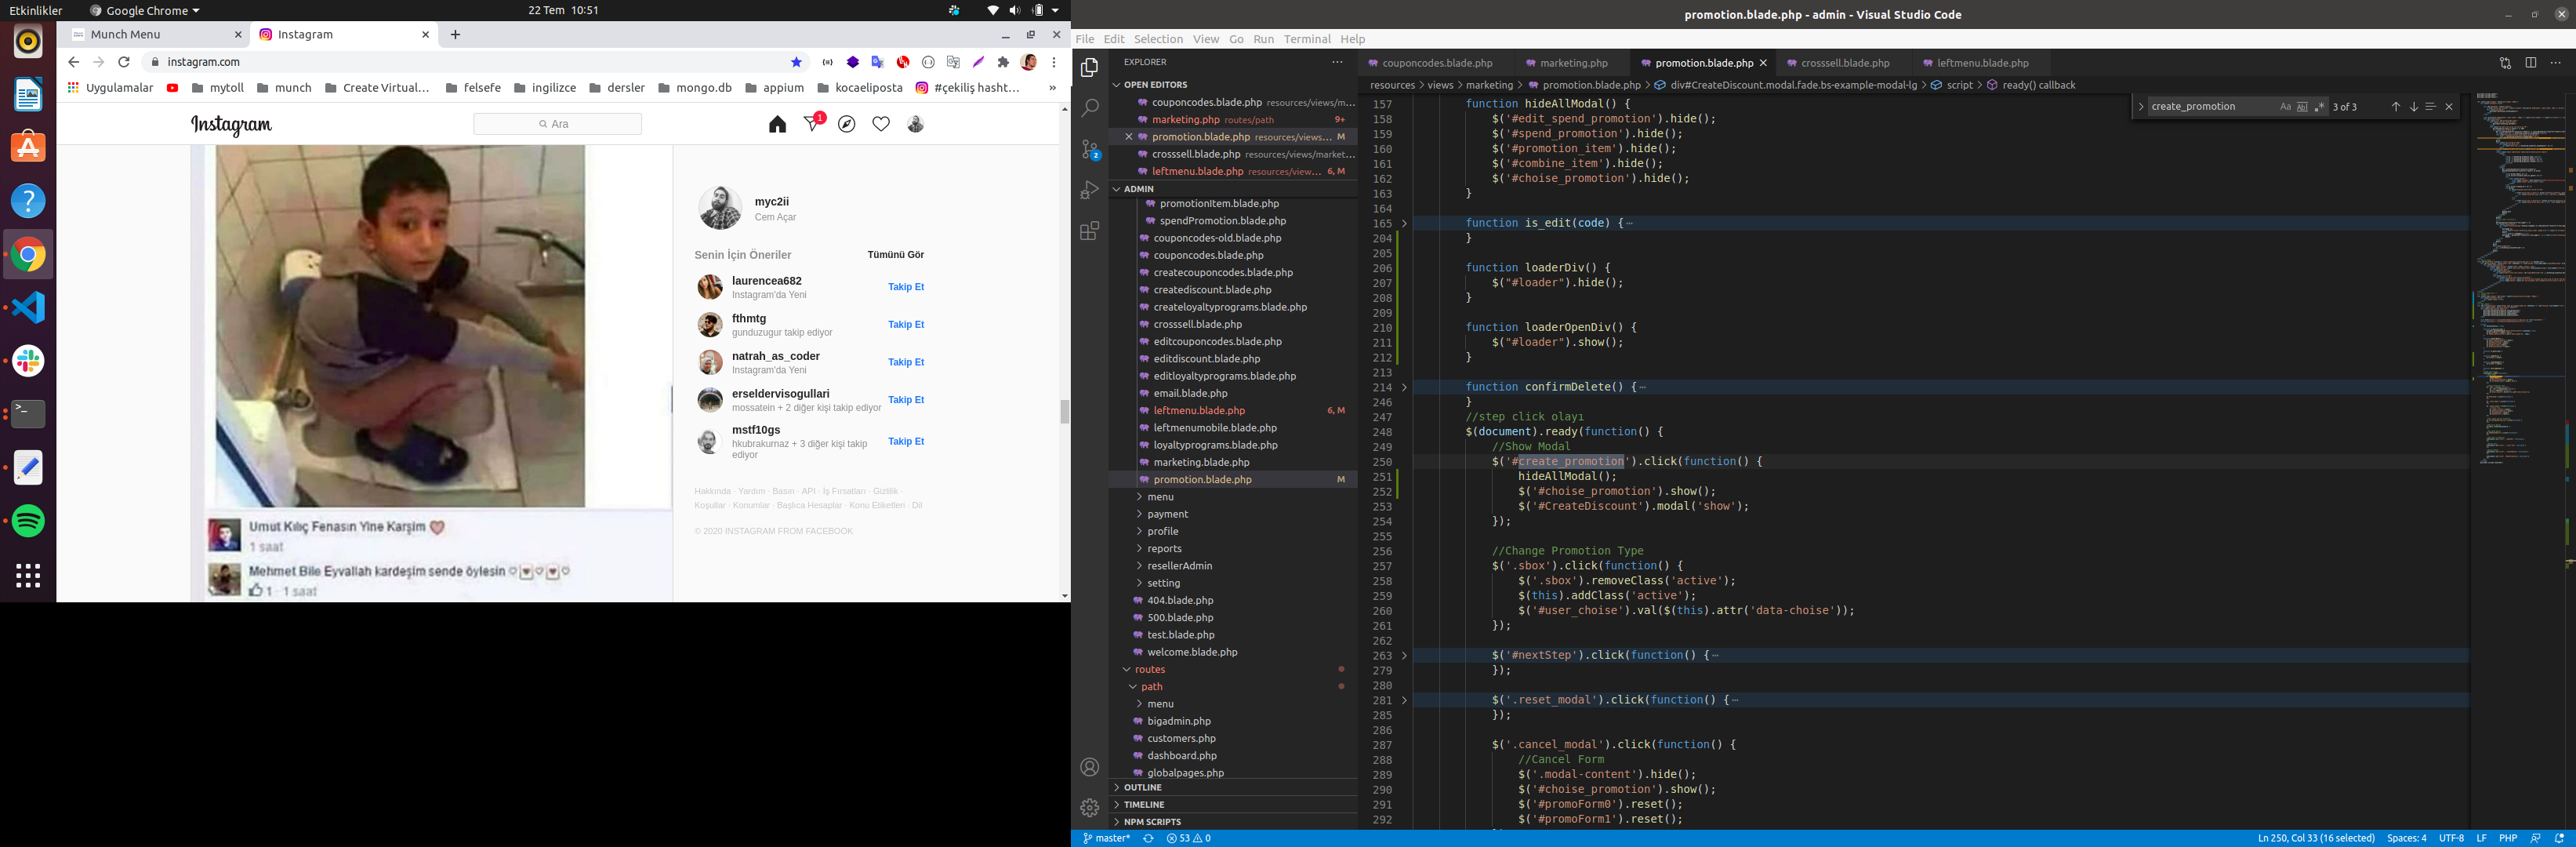 Etkinlikler
Google Chrome
22 Tem 10:51
Munch Menu
Instagram
instagram.com
Uygulamalar
mytoll
munch
Create Virtual...
felsefe
ingilizce
dersler
mongo.db
appium
kocaeliposta
#çekiliş hasht...
»
Instagram
Ara
1
myc2ii
Cem Açar
Senin İçin Öneriler
Tümünü Gör
laurencea682
Instagram'da Yeni
Takip Et
fthmtg
gunduzugur takip ediyor
Takip Et
natrah_as_coder
Instagram'da Yeni
Takip Et
erseldervisogullari
mossatein + 2 diğer kişi takip ediyor
Takip Et
mstf10gs
hkubrakurnaz + 3 diğer kişi takip
ediyor
Takip Et
Hakkında · Yardım · Basın · API · İş Fırsatları · Gizlilik ·
Koşullar · Konumlar · Başlıca Hesaplar · Konu Etiketleri · Dil
© 2020 INSTAGRAM FROM FACEBOOK
Umut Kılıç Fenasın Yine Karşim
1 saat
Mehmet Bile Eyvallah kardeşim sende öylesin
1 · 1 saat
promotion.blade.php - admin - Visual Studio Code
File Edit Selection View Go Run Terminal Help
EXPLORER
OPEN EDITORS
couponcodes.blade.php resources/views/m...
marketing.php routes/path 9+
promotion.blade.php resources/views... M
crosssell.blade.php resources/views/market...
leftmenu.blade.php resources/view... 6, M
2
ADMIN
promotionItem.blade.php
spendPromotion.blade.php
couponcodes-old.blade.php
couponcodes.blade.php
createcouponcodes.blade.php
creatediscount.blade.php
createloyaltyprograms.blade.php
crosssell.blade.php
editcouponcodes.blade.php
editdiscount.blade.php
editloyaltyprograms.blade.php
email.blade.php
leftmenu.blade.php 6, M
leftmenumobile.blade.php
loyaltyprograms.blade.php
marketing.blade.php
promotion.blade.php M
menu
payment
profile
reports
resellerAdmin
setting
404.blade.php
500.blade.php
test.blade.php
welcome.blade.php
routes
path
menu
bigadmin.php
customers.php
dashboard.php
globalpages.php
OUTLINE
TIMELINE
NPM SCRIPTS
couponcodes.blade.php
marketing.php
promotion.blade.php
crosssell.blade.php
leftmenu.blade.php
resources > views > marketing > promotion.blade.php > div#CreateDiscount.modal.fade.bs-example-modal-lg > script > ready() callback
create_promotion
Aa Abl .* 3 of 3
157 function hideAllModal() {
158 $('#edit_spend_promotion').hide();
159 $('#spend_promotion').hide();
160 $('#promotion_item').hide();
161 $('#combine_item').hide();
162 $('#choise_promotion').hide();
163 }
164
165 function is_edit(code) {
204 }
205
206 function loaderDiv() {
207 $("#loader").hide();
208 }
209
210 function loaderOpenDiv() {
211 $("#loader").show();
212 }
213
214 function confirmDelete() {
246 }
247 //step click olayı
248 $(document).ready(function() {
249 //Show Modal
250 $('#create_promotion').click(function() {
251 hideAllModal();
252 $('#choise_promotion').show();
253 $('#CreateDiscount').modal('show');
254 });
255
256 //Change Promotion Type
257 $('.sbox').click(function() {
258 $('.sbox').removeClass('active');
259 $(this).addClass('active');
260 $('#user_choise').val($(this).attr('data-choise'));
261 });
262
263 $('#nextStep').click(function() {
279 });
280
281 $('.reset_modal').click(function() {
285 });
286
287 $('.cancel_modal').click(function() {
288 //Cancel Form
289 $('.modal-content').hide();
290 $('#choise_promotion').show();
291 $('#promoForm0').reset();
292 $('#promoForm1').reset();
master* 53 0
Ln 250, Col 33 (16 selected) Spaces: 4 UTF-8 LF PHP